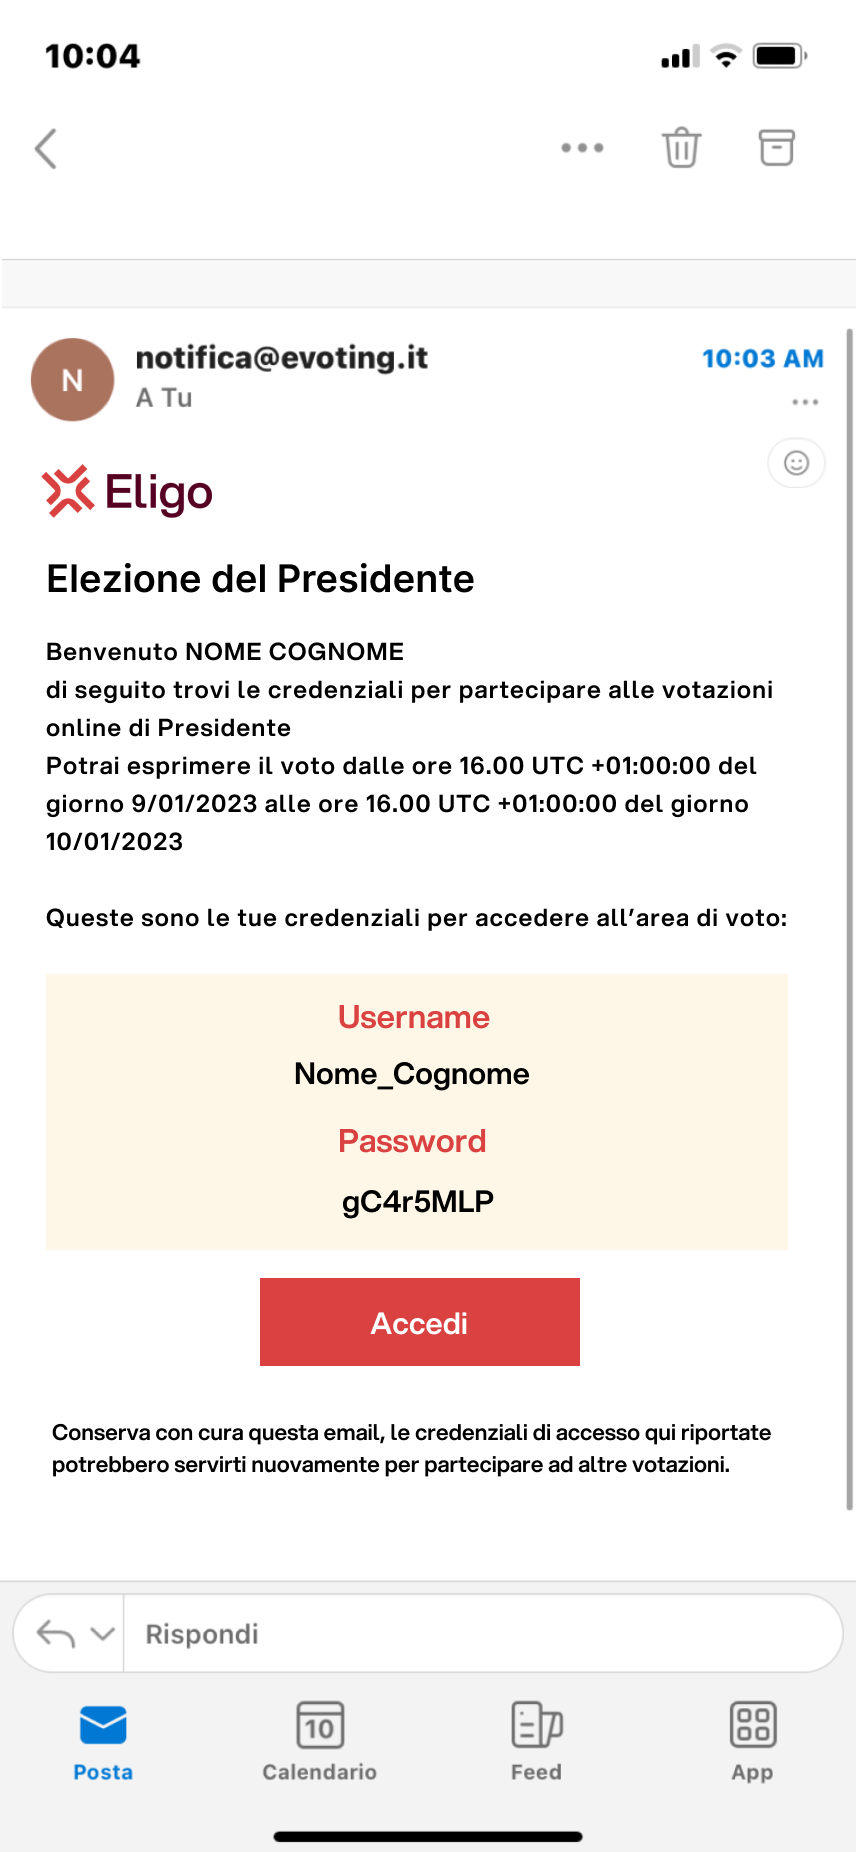 10:04
N
notifica@evoting.it
10:03 AM
A Tu
Eligo
Elezione del Presidente
Benvenuto NOME COGNOME
di seguito trovi le credenziali per partecipare alle votazioni
online di Presidente
Potrai esprimere il voto dalle ore 16.00 UTC +01:00:00 del
giorno 9/01/2023 alle ore 16.00 UTC +01:00:00 del giorno
10/01/2023
Queste sono le tue credenziali per accedere all’area di voto:
Username
Nome_Cognome
Password
gC4r5MLP
Accedi
Conserva con cura questa email, le credenziali di accesso qui riportate
potrebbero servirti nuovamente per partecipare ad altre votazioni.
Rispondi
10
Posta
Calendario
Feed
App